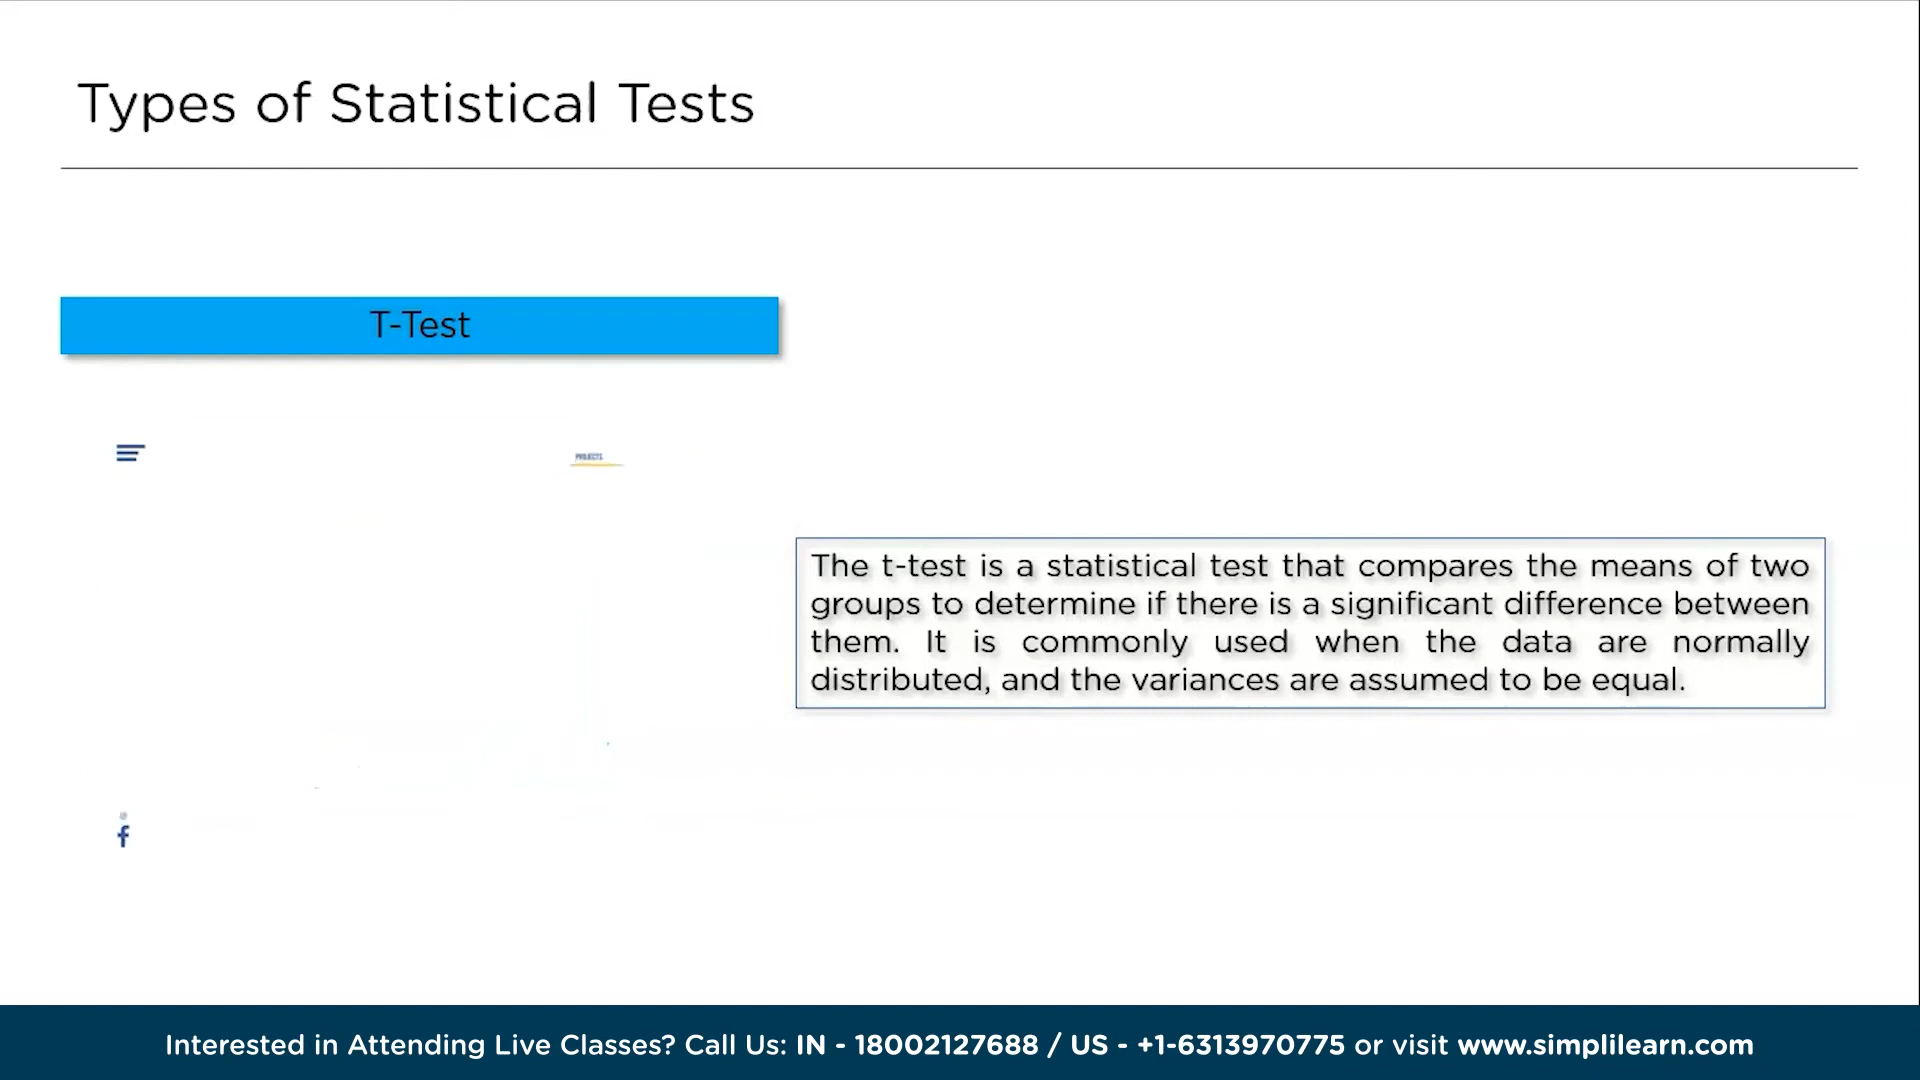 Types of Statistical Tests
T-Test
PROJECTS
The t-test is a statistical test that compares the means of two
groups to determine if there is a significant difference between
them. It is commonly used when the data are normally
distributed, and the variances are assumed to be equal.
f
Interested in Attending Live Classes? Call Us: IN - 18002127688 / US - +1-6313970775 or visit www.simplilearn.com